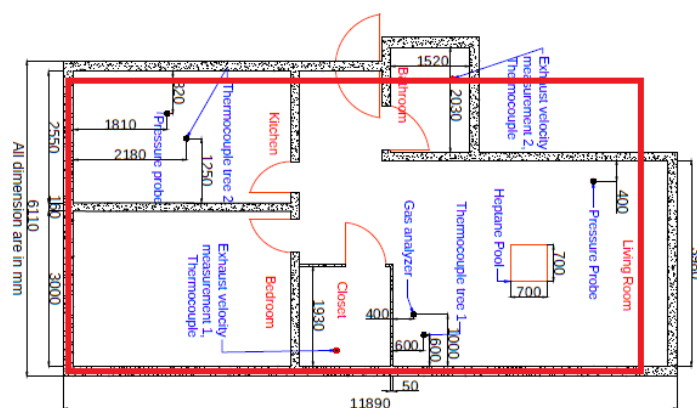 1520
Bathroom
2030
Exhaust velocity
measurement 2,
Thermocouple
320
1810
Pressure probe
2180
1250
Thermocouple tree 2
Kitchen
2550
150
3000
6110
All dimension are in mm
Exhaust velocity
measurement 1,
Thermocouple
Bedroom
Closet
1930
400
Gas analyzer
600
600
1000
Thermocouple tree 1
Heptane Pool
700
700
Pressure Probe
400
Living Room
50
11890